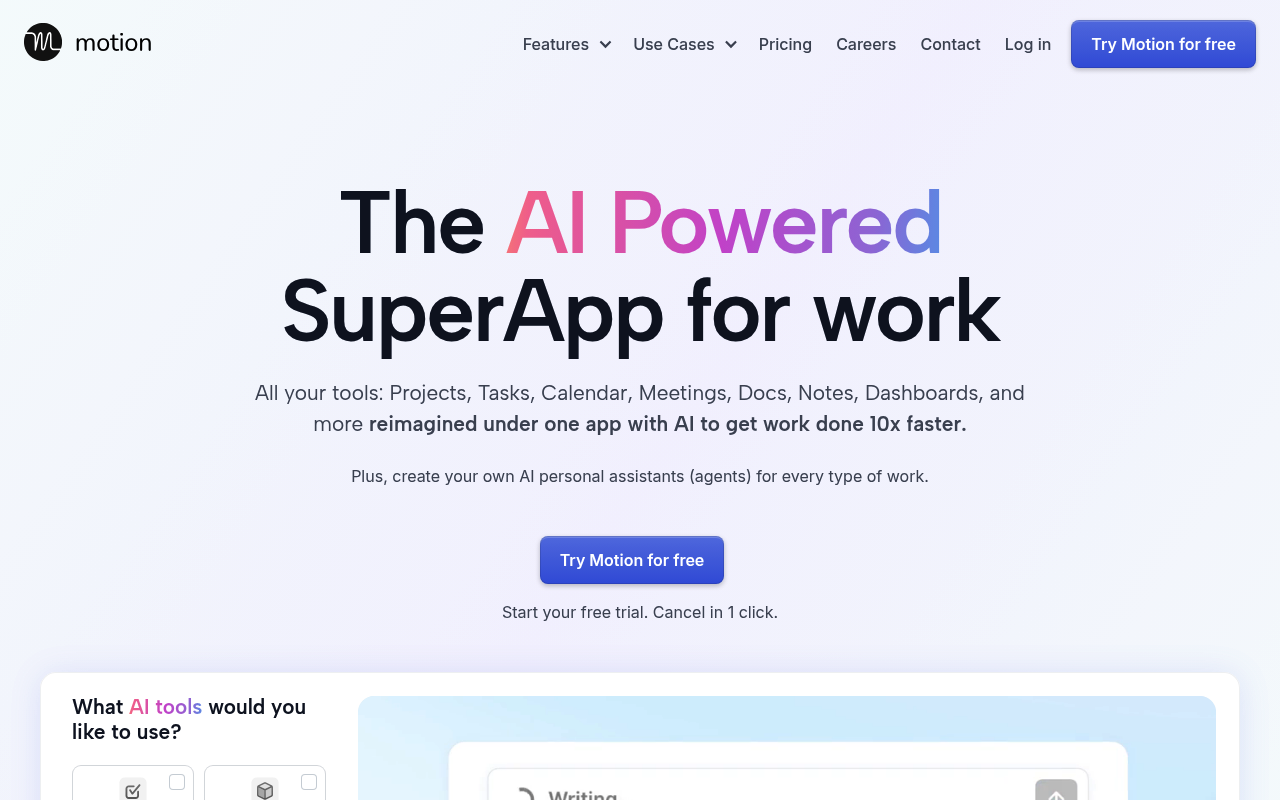 motion
Features
Use Cases
Pricing
Careers
Contact
Log in
Try Motion for free
The AI Powered
SuperApp for work
All your tools: Projects, Tasks, Calendar, Meetings, Docs, Notes, Dashboards, and
more reimagined under one app with AI to get work done 10x faster.
Plus, create your own AI personal assistants (agents) for every type of work.
Try Motion for free
Start your free trial. Cancel in 1 click.
What AI tools would you
like to use?
Writing